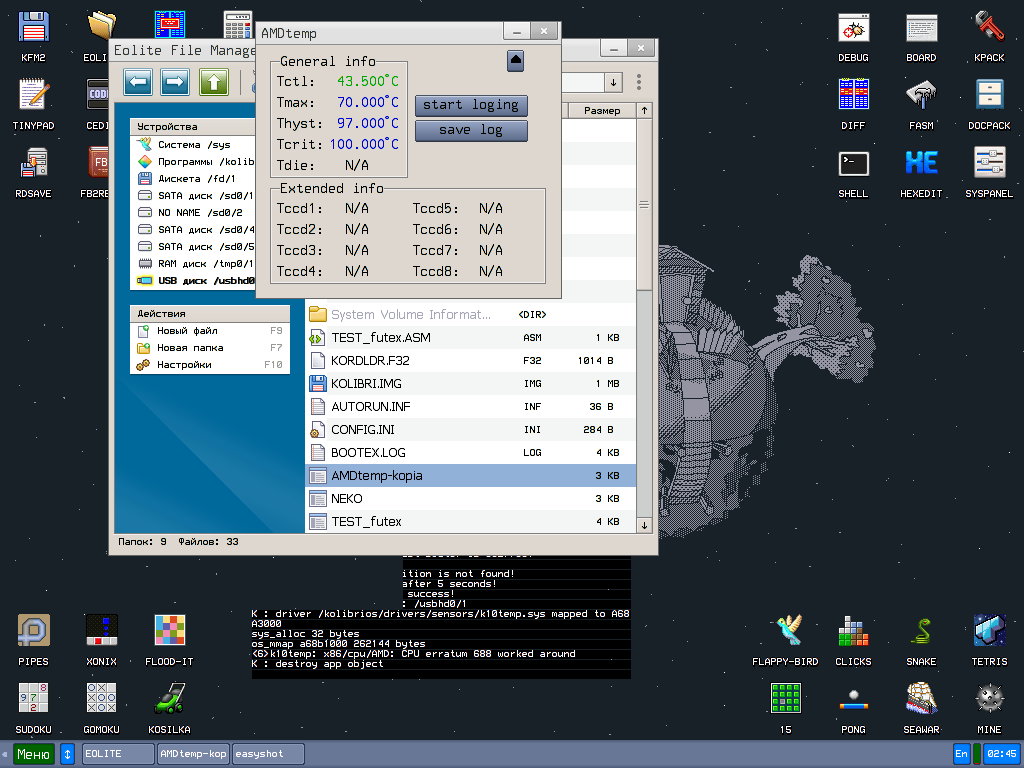 KFM2
EOLI
TINYPAD
CEDI
RDSAVE
FB2RE
DEBUG
BOARD
KPACK
DIFF
FASM
DOCPACK
SHELL
HEXEDIT
SYSPANEL
Eolite File Manage
AMDtemp
General info
Tctl: 43.500°C
Tmax: 70.000°C
Thyst: 97.000°C
Tcrit: 100.000°C
Tdie: N/A
start loging
save log
Extended info
Tccd1: N/A Tccd5: N/A
Tccd2: N/A Tccd6: N/A
Tccd3: N/A Tccd7: N/A
Tccd4: N/A Tccd8: N/A
Размер
Устройства
Система /sys
Программы /kolib
Дискета /fd/1
SATA диск /sd0/1
NO NAME /sd0/2
SATA диск /sd0/4
SATA диск /sd0/5
RAM диск /tmp0/1
USB диск /usbhd0
Действия
Новый файл F9
Новая папка F7
Настройки F10
System Volume Informat... <DIR>
TEST_futex.ASM ASM 1 KB
KORDLDR.F32 F32 1014 B
KOLIBRI.IMG IMG 1 MB
AUTORUN.INF INF 36 B
CONFIG.INI INI 284 B
BOOTEX.LOG LOG 4 KB
AMDtemp-kopia 3 KB
NEKO 3 KB
TEST_futex 4 KB
Папок: 9 Файлов: 33
ition is not found!
after 5 seconds!
success!
: /usbhd0/1
K : driver /kolibrios/drivers/sensors/k10temp.sys mapped to A68
A3000
sys_alloc 32 bytes
os_mmap a68b1000 262144 bytes
<6>k10temp: x86/cpu/AMD: CPU erratum 688 worked around
K : destroy app object
PIPES
XONIX
FLOOD-IT
FLAPPY-BIRD
CLICKS
SNAKE
TETRIS
SUDOKU
GOMOKU
KOSILKA
15
PONG
SEAWAR
MINE
Меню
EOLITE
AMDtemp-kop
easyshot
En
02:45